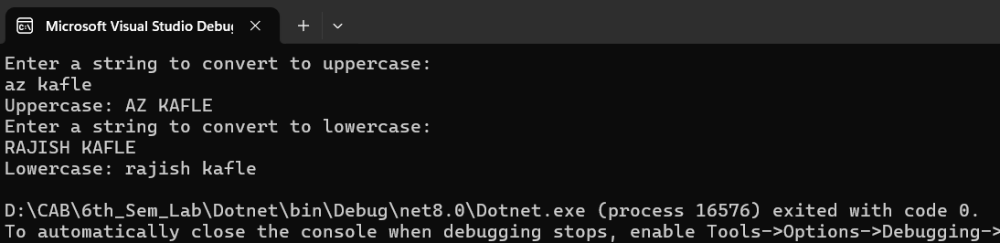 Microsoft Visual Studio Debug
Enter a string to convert to uppercase:
az kafle
Uppercase: AZ KAFLE
Enter a string to convert to lowercase:
RAJISH KAFLE
Lowercase: rajish kafle
D:\CAB\6th_Sem_Lab\Dotnet\bin\Debug\net8.0\Dotnet.exe (process 16576) exited with code 0.
To automatically close the console when debugging stops, enable Tools->Options->Debugging->